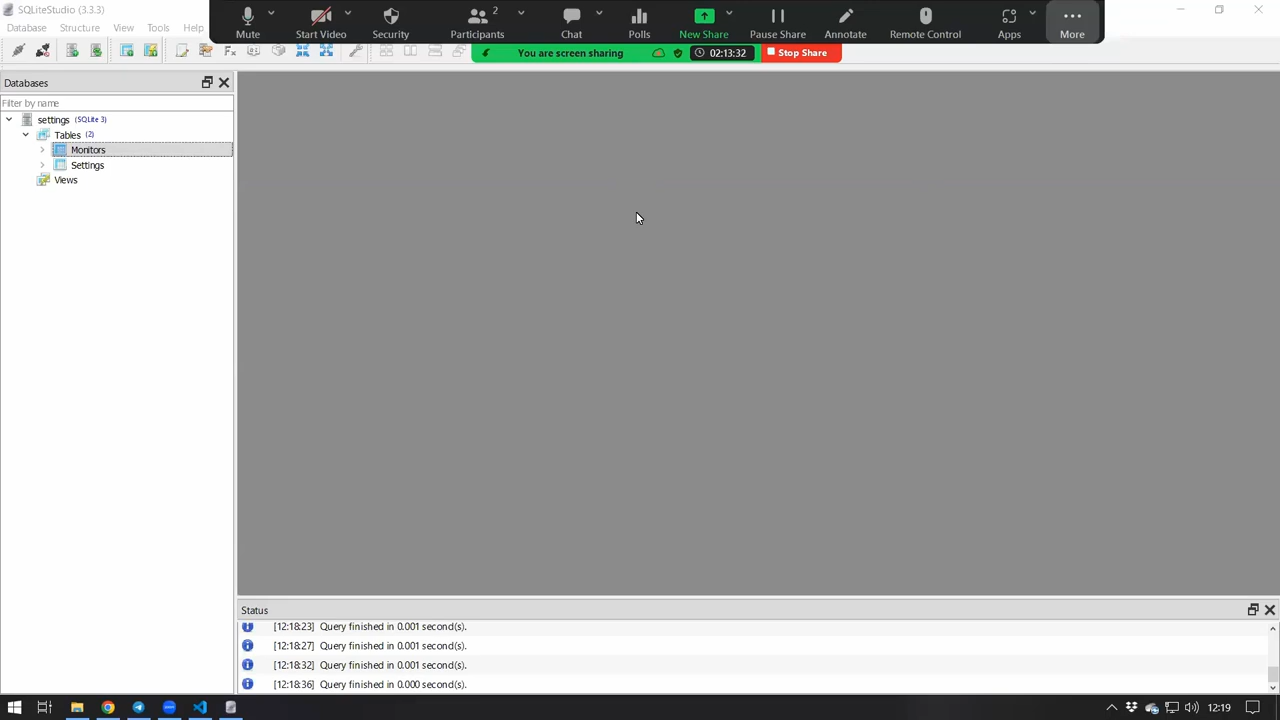 SQLiteStudio (3.3.3)
Database Structure View Tools Help
Mute Start Video Security Participants 2 Chat Polls New Share Pause Share Annotate Remote Control Apps More
You are screen sharing 02:13:32 Stop Share
Databases
Filter by name
settings (SQLite 3)
Tables (2)
Monitors
Settings
Views
Status
[12:18:23] Query finished in 0.001 second(s).
[12:18:27] Query finished in 0.001 second(s).
[12:18:32] Query finished in 0.001 second(s).
[12:18:36] Query finished in 0.000 second(s).
12:19